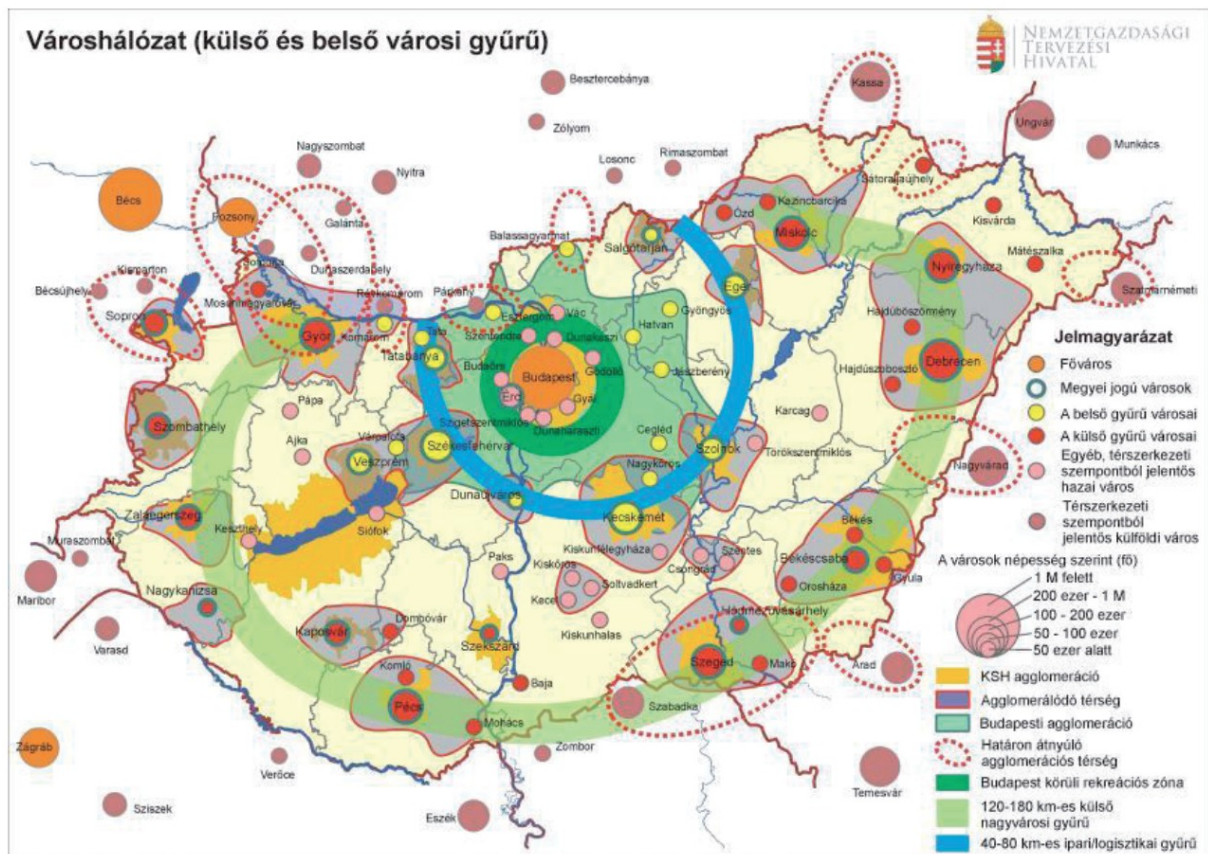 Városhálózat (külső és belső városi gyűrű)
NEMZETGAZDASÁGI
TERVEZÉSI
HIVATAL
Besztercebánya
Kassa
Zólyom
Ungvár
Munkács
Nagyszombat
Nyitra
Losonc
Rimaszombat
Sátoraljaújhely
Bécs
Pozsony
Galánta
Ózd
Kazincbarcika
Kisvárda
Miskolc
Balassagyarmat
Salgótarján
Mátészalka
Kismarton
Dunaszerdahely
Bécsújhely
Mosonmagyaróvár
Révkomárom
Párkány
Nyíregyháza
Szatmárnémeti
Sopron
Esztergom
Vác
Eger
Gyöngyös
Győr
Komárom
Tata
Szentendre
Dunakeszi
Hatvan
Hajdúböszörmény
Tatabánya
Gödöllő
Jászberény
Debrecen
Budaörs
Budapest
Hajdúszoboszló
Pápa
Érd
Gyál
Karcag
Szombathely
Ajka
Várpalota
Székesfehérvár
Szigetszentmiklós
Dunaharaszti
Cegléd
Szolnok
Törökszentmiklós
Veszprém
Nagykőrös
Nagyvárad
Dunaújváros
Zalaegerszeg
Keszthely
Siófok
Kecskemét
Békés
Muraszombat
Kiskunfélegyháza
Szentes
Békéscsaba
Maribor
Paks
Kiskőrös
Csongrád
Gyula
Nagykanizsa
Soltvadkert
Orosháza
Kecel
Hódmezővásárhely
Varasd
Kaposvár
Dombóvár
Szekszárd
Kiskunhalas
Komló
Szeged
Makó
Arad
Baja
Pécs
Szabadka
Mohács
Zágráb
Zombor
Verőce
Temesvár
Sziszek
Eszék
Jelmagyarázat
Főváros
Megyei jogú városok
A belső gyűrű városai
A külső gyűrű városai
Egyéb, térszerkezeti
szempontból jelentős
hazai város
Térszerkezeti
szempontból
jelentős külföldi város
A városok népesség szerint (fő)
1 M felett
200 ezer - 1 M
100 - 200 ezer
50 - 100 ezer
50 ezer alatt
KSH agglomeráció
Agglomerálódó térség
Budapesti agglomeráció
Határon átnyúló
agglomerációs térség
Budapest körüli rekreációs zóna
120-180 km-es külső
nagyvárosi gyűrű
40-80 km-es ipari/logisztikai gyűrű